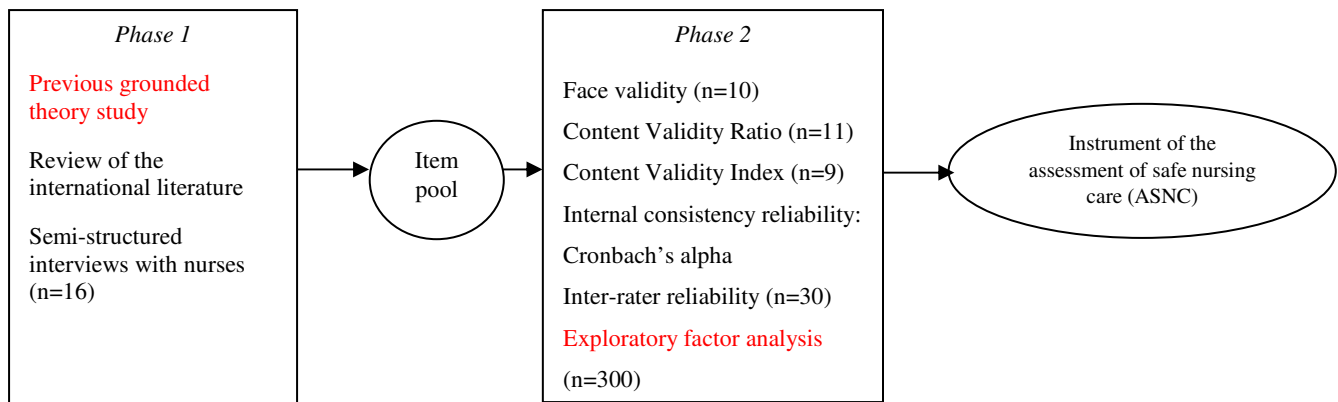 Phase 1
Previous grounded
theory study
Review of the
international literature
Semi-structured
interviews with nurses
(n=16)
Item
pool
Phase 2
Face validity (n=10)
Content Validity Ratio (n=11)
Content Validity Index (n=9)
Internal consistency reliability:
Cronbach’s alpha
Inter-rater reliability (n=30)
Exploratory factor analysis
(n=300)
Instrument of the
assessment of safe nursing
care (ASNC)